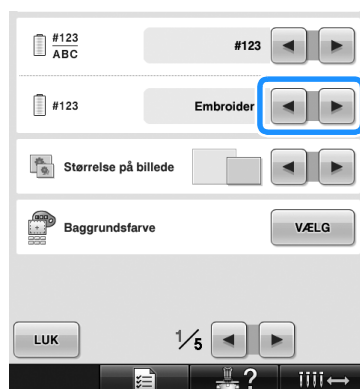 #123
ABC
#123
#123
Embroider
Størrelse på billede
Baggrundsfarve
VÆLG
LUK
1/5
?